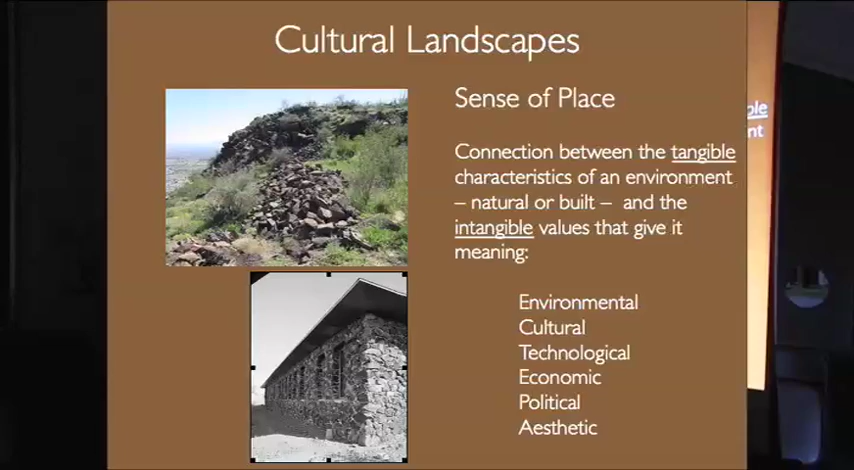 Cultural Landscapes
Sense of Place
Connection between the tangible
characteristics of an environment
– natural or built – and the
intangible values that give it
meaning:
Environmental
Cultural
Technological
Economic
Political
Aesthetic